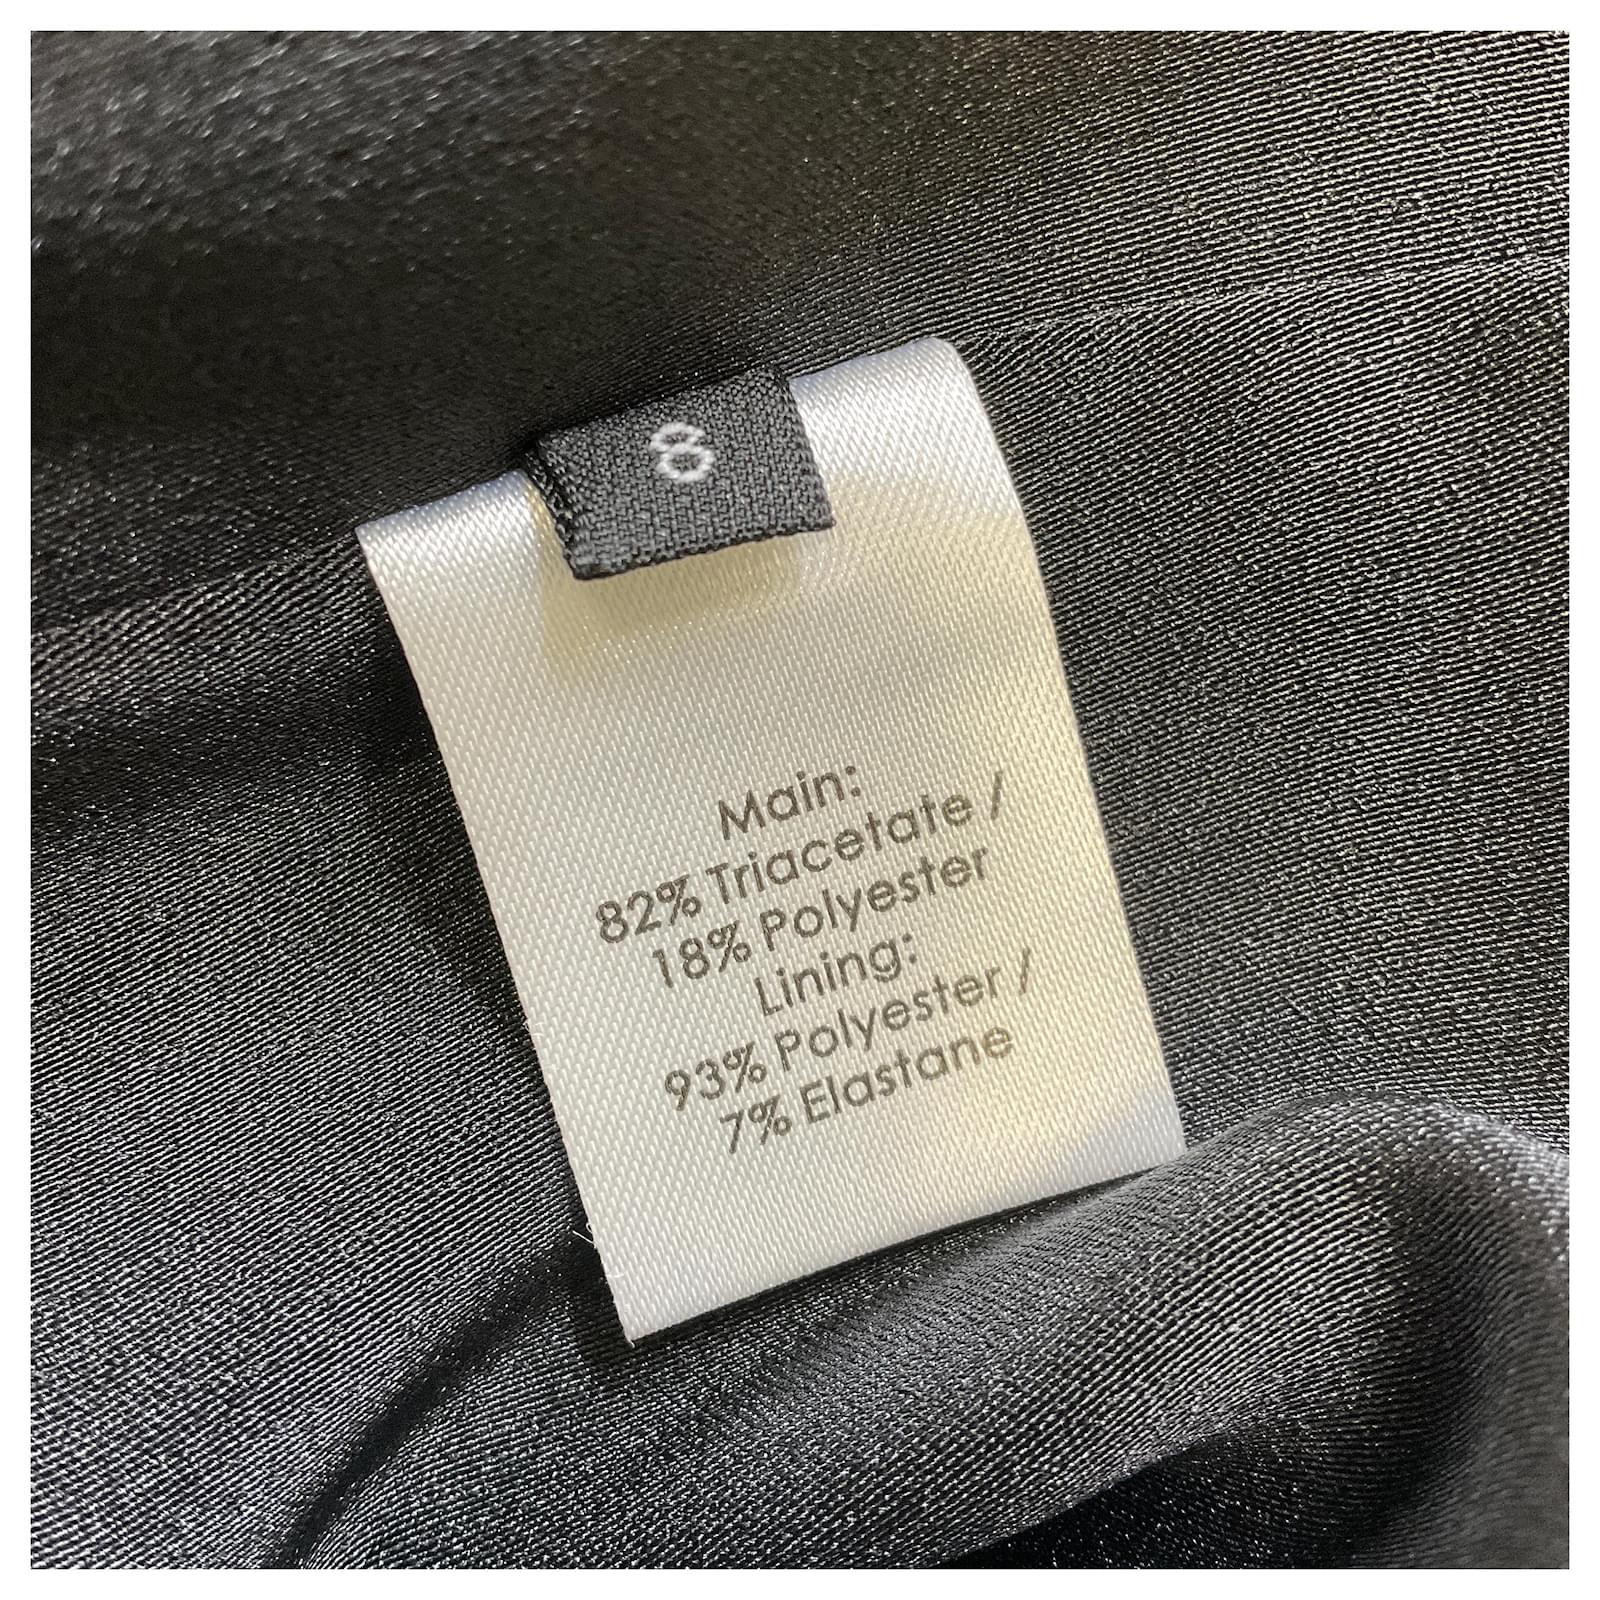 8
Main:
82% Triacetate /
18% Polyester
Lining:
93% Polyester /
7% Elastane